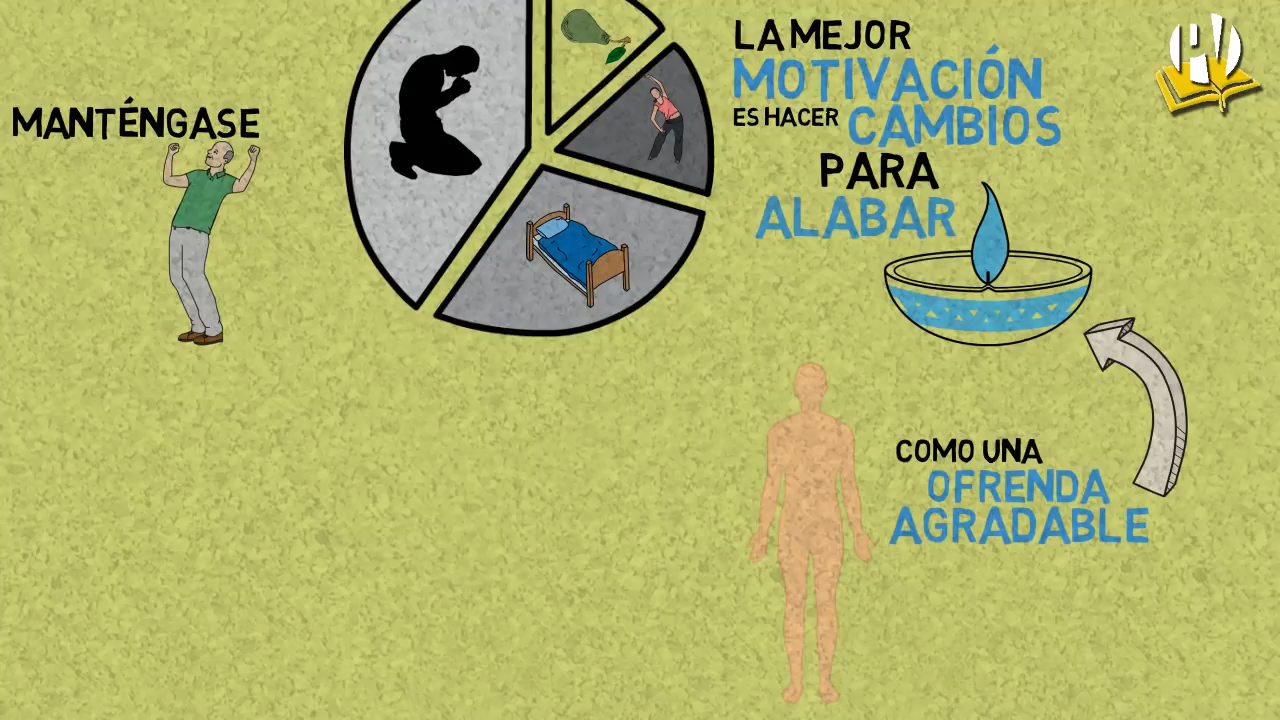 MANTÉNGASE
LA MEJOR
MOTIVACIÓN
ES HACER CAMBIOS
PARA
ALABAR
COMO UNA
OFRENDA
AGRADABLE